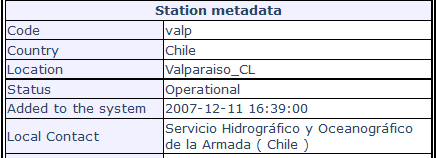 Station metadata
Code valp
Country Chile
Location Valparaiso_CL
Status Operational
Added to the system 2007-12-11 16:39:00
Local Contact Servicio Hidrográfico y Oceanográfico
de la Armada ( Chile )